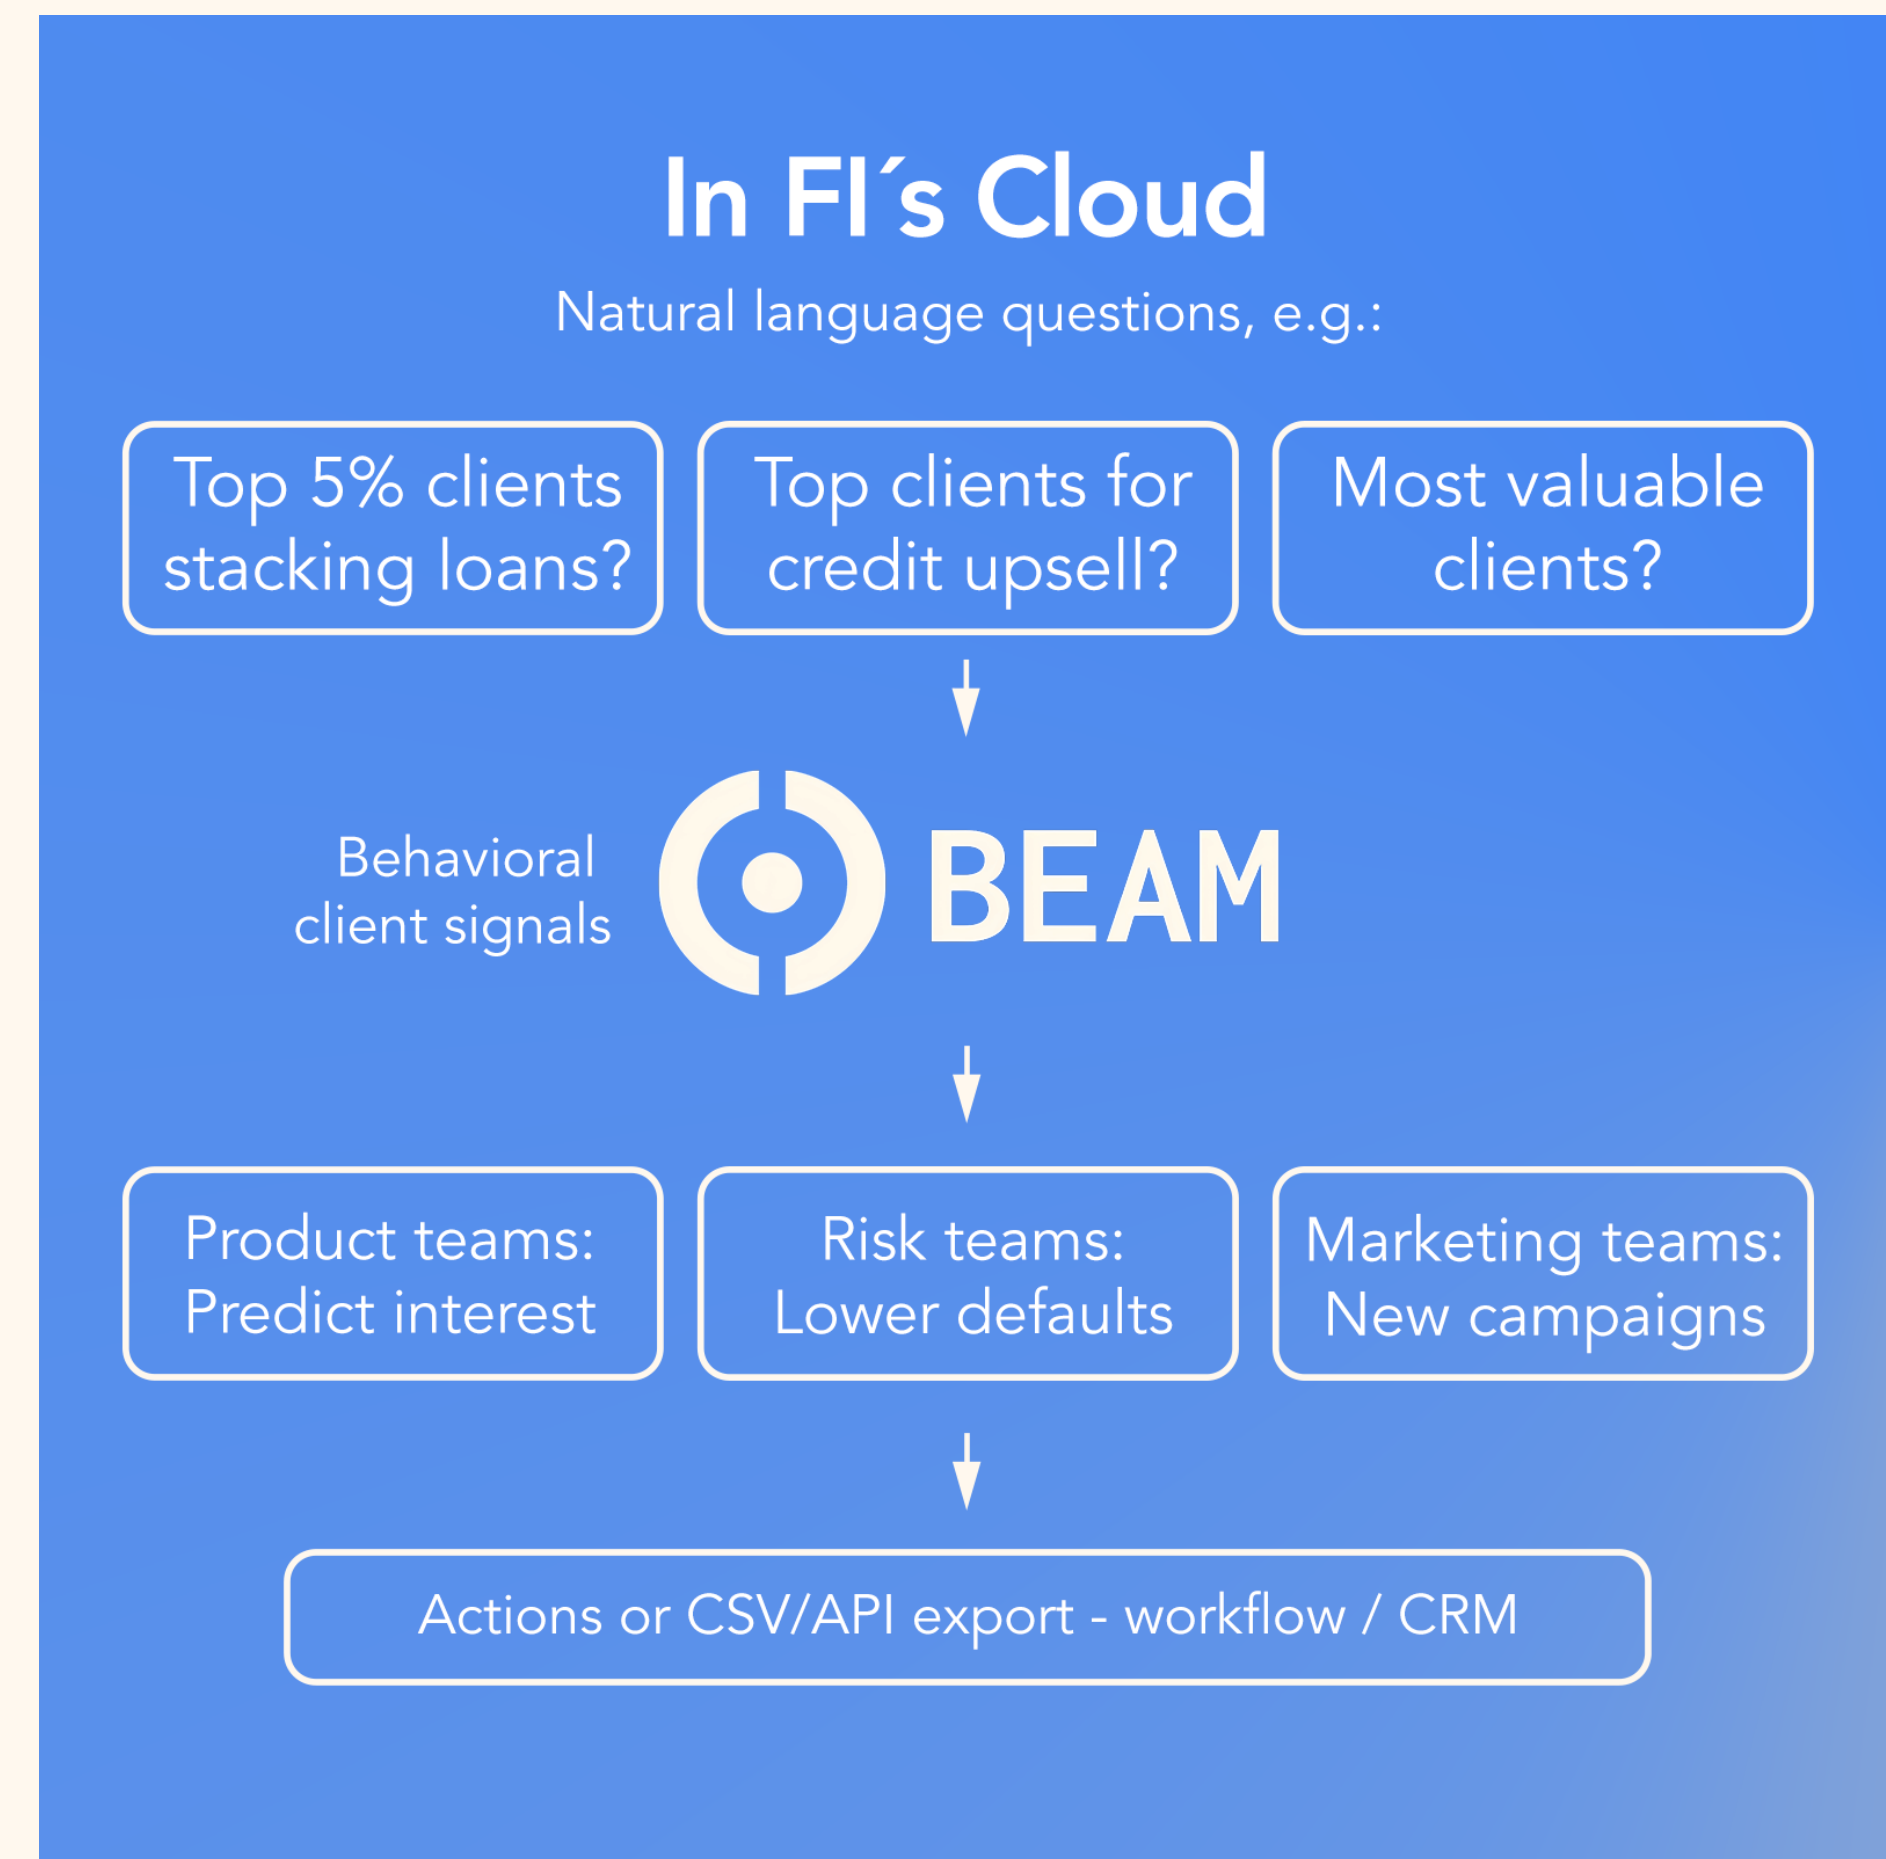 In FI´s Cloud
Natural language questions, e.g.:
Top 5% clients
stacking loans?
Top clients for
credit upsell?
Most valuable
clients?
Behavioral
client signals
BEAM
Product teams:
Predict interest
Risk teams:
Lower defaults
Marketing teams:
New campaigns
Actions or CSV/API export - workflow / CRM